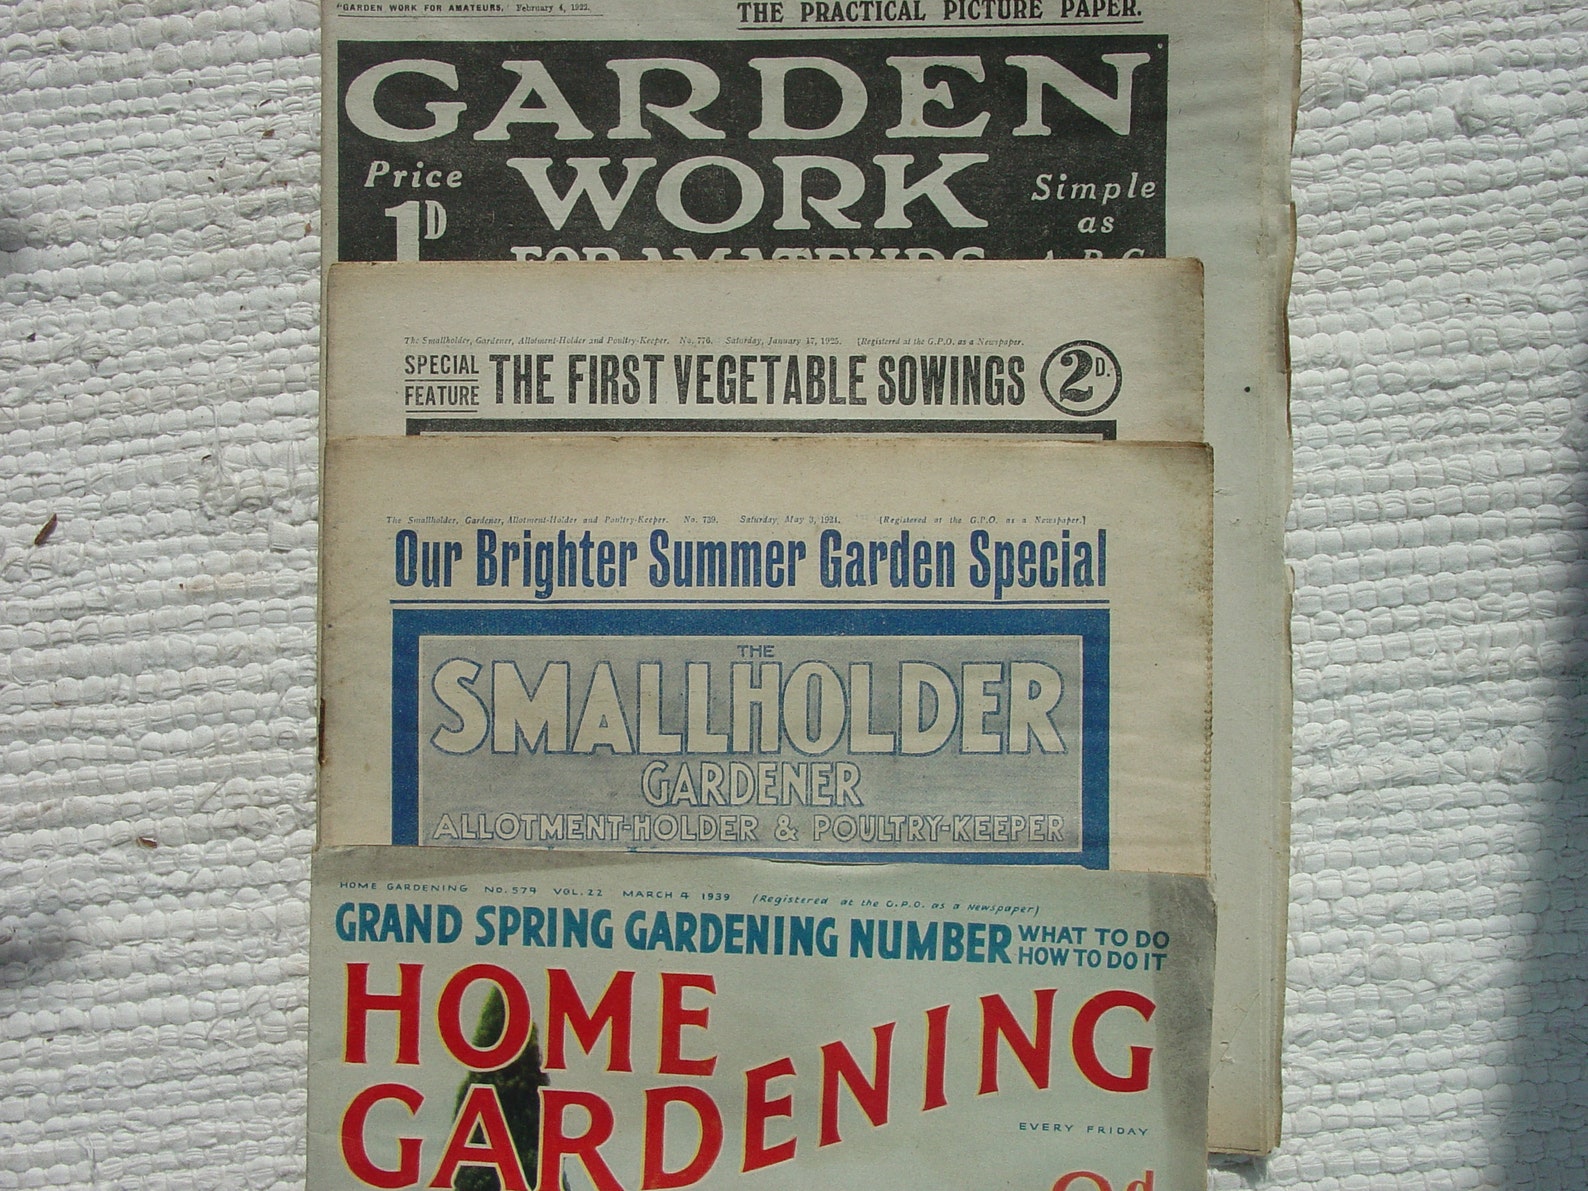 "GARDEN WORK FOR AMATEURS," February 4, 1922.
THE PRACTICAL PICTURE PAPER.
GARDEN
WORK
Price
1D
Simple
as
A B C
FOR AMATEURS
The Smallholder, Gardener, Allotment-Holder and Poultry-Keeper. No. 776. Saturday, January 17, 1925. [Registered at the G.P.O. as a Newspaper.
SPECIAL
FEATURE
THE FIRST VEGETABLE SOWINGS
2D.
The Smallholder, Gardener, Allotment-Holder and Poultry-Keeper. No. 739. Saturday, May 3, 1924. [Registered at the G.P.O. as a Newspaper.]
Our Brighter Summer Garden Special
THE
SMALLHOLDER
GARDENER
ALLOTMENT-HOLDER & POULTRY-KEEPER
HOME GARDENING NO. 574 VOL. 22 MARCH 4 1939 (Registered at the G.P.O. as a Newspaper)
GRAND SPRING GARDENING NUMBER
WHAT TO DO
HOW TO DO IT
HOME
GARDENING
EVERY FRIDAY